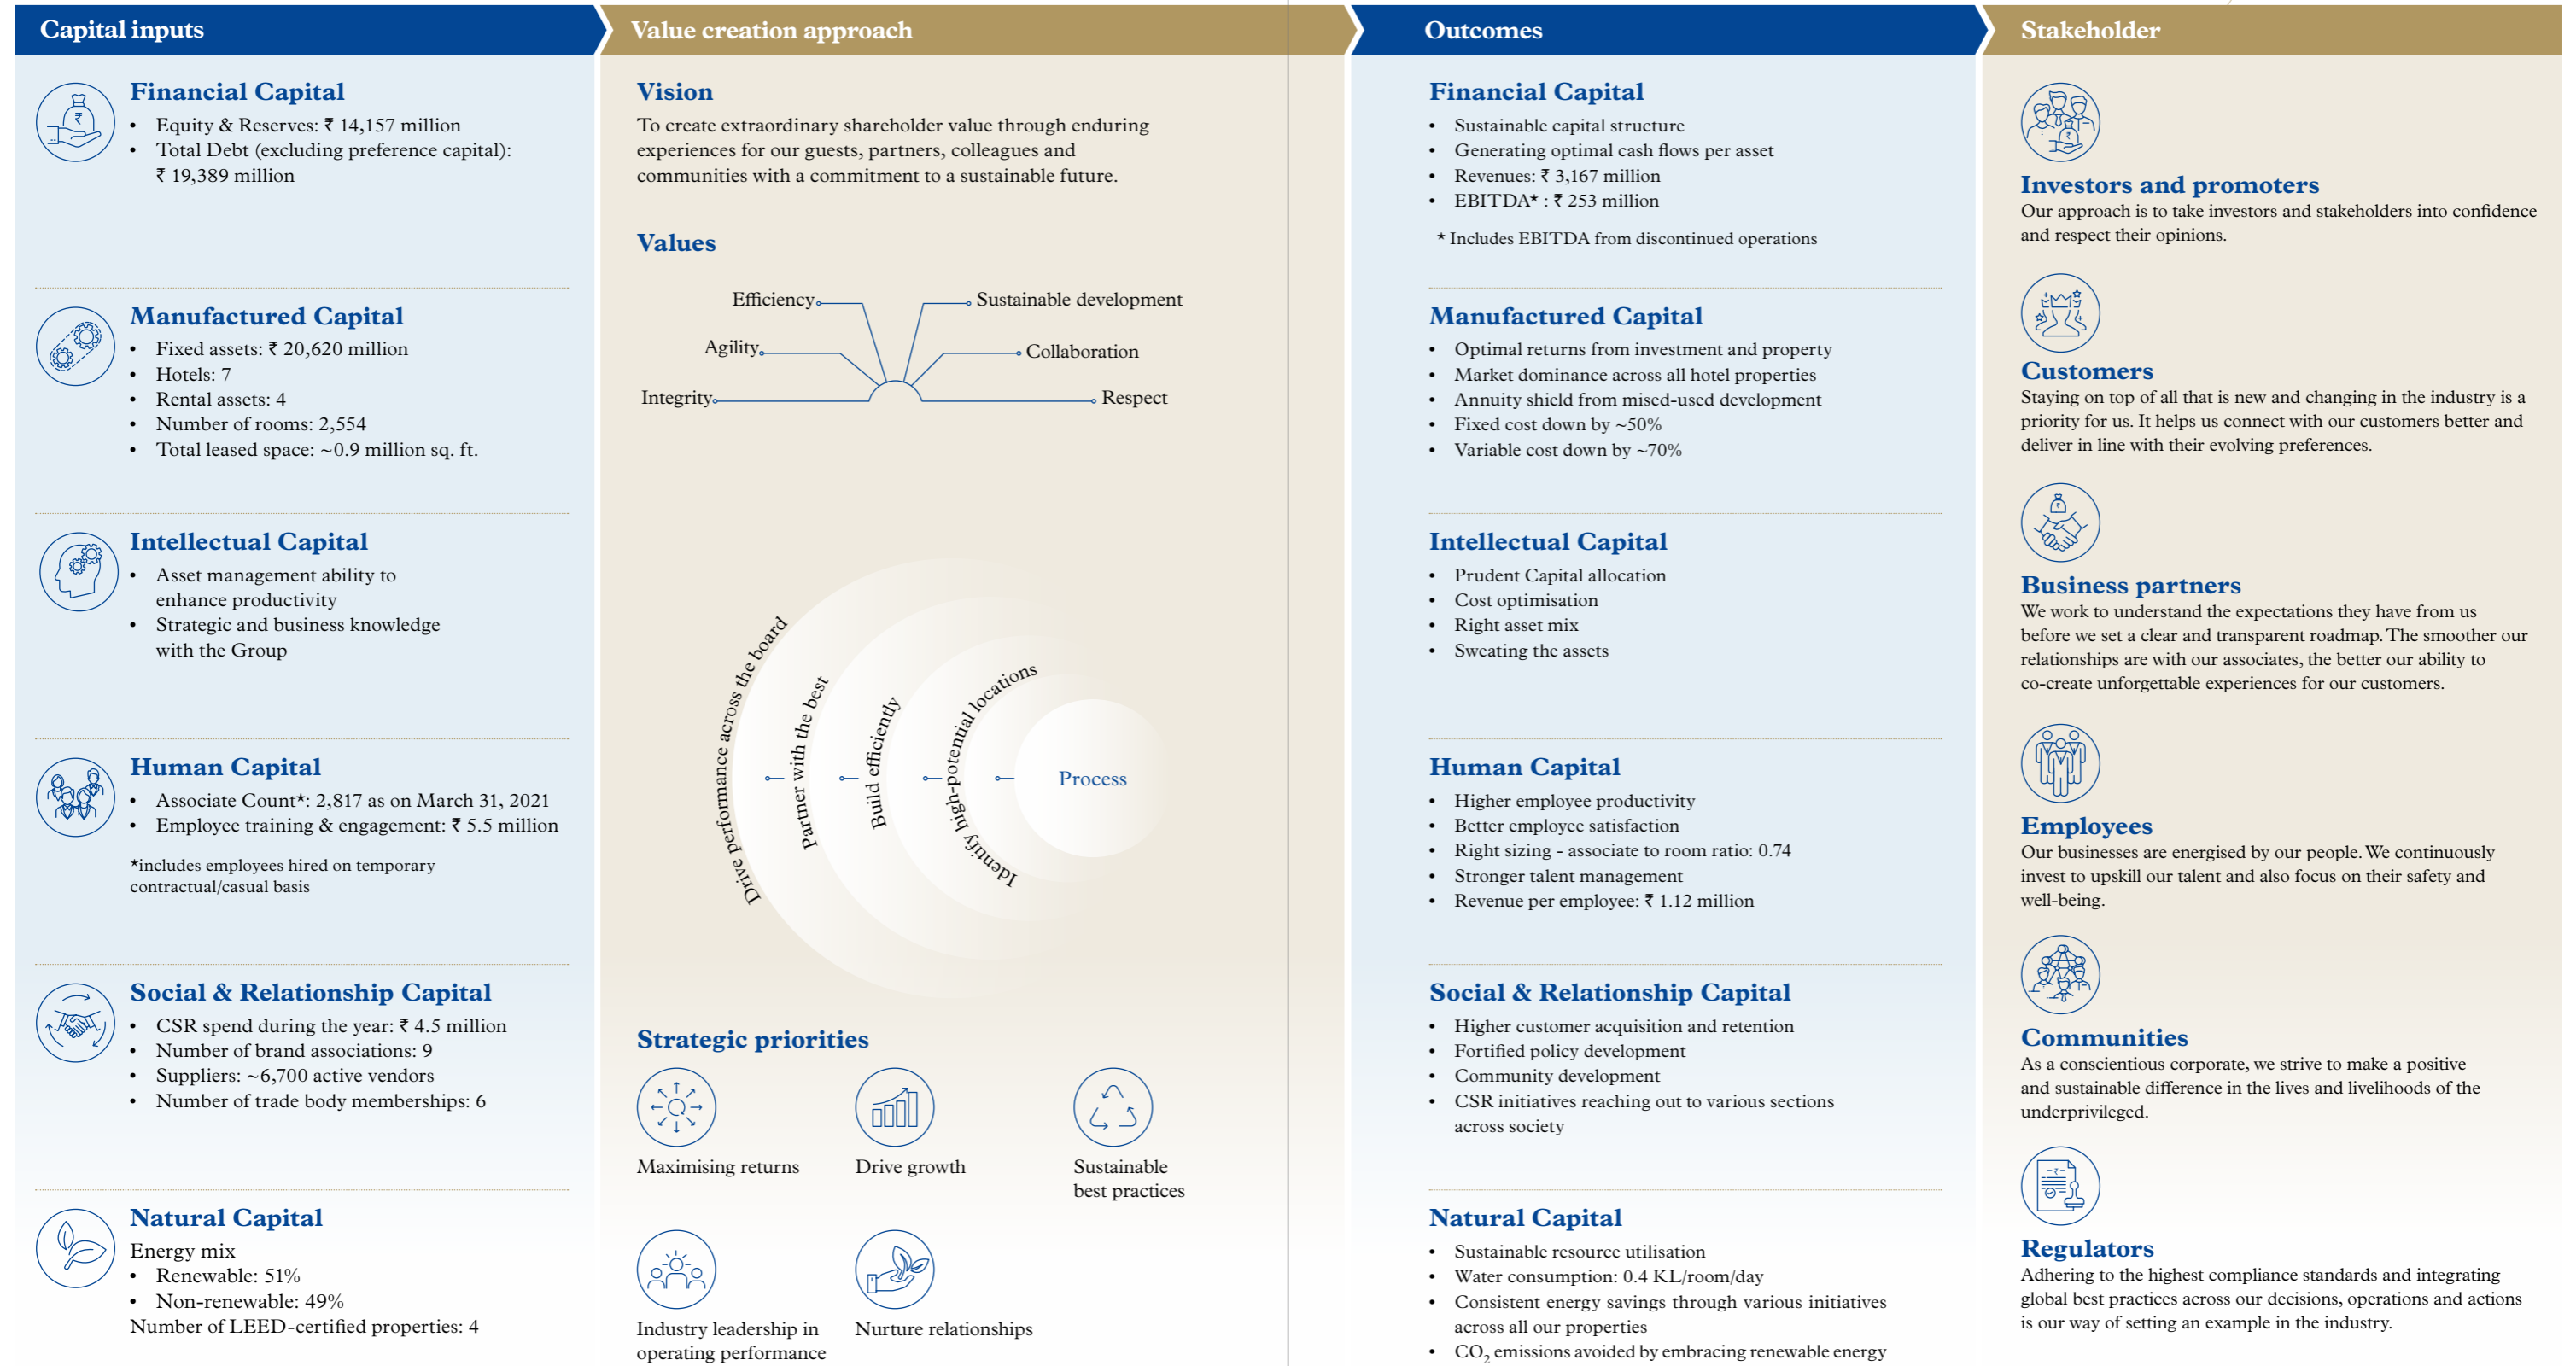 Capital inputs
Financial Capital
• Equity & Reserves: ₹ 14,157 million
• Total Debt (excluding preference capital):
₹ 19,389 million
Manufactured Capital
• Fixed assets: ₹ 20,620 million
• Hotels: 7
• Rental assets: 4
• Number of rooms: 2,554
• Total leased space: ~0.9 million sq. ft.
Intellectual Capital
• Asset management ability to
enhance productivity
• Strategic and business knowledge
with the Group
Human Capital
• Associate Count*: 2,817 as on March 31, 2021
• Employee training & engagement: ₹ 5.5 million
*includes employees hired on temporary
contractual/casual basis
Social & Relationship Capital
• CSR spend during the year: ₹ 4.5 million
• Number of brand associations: 9
• Suppliers: ~6,700 active vendors
• Number of trade body memberships: 6
Natural Capital
Energy mix
• Renewable: 51%
• Non-renewable: 49%
Number of LEED-certified properties: 4
Value creation approach
Vision
To create extraordinary shareholder value through enduring
experiences for our guests, partners, colleagues and
communities with a commitment to a sustainable future.
Values
Efficiency
Sustainable development
Agility
Collaboration
Integrity
Respect
Drive performance across the board
Partner with the best
Build efficiently
Identify high-potential locations
Process
Strategic priorities
Maximising returns
Drive growth
Sustainable
best practices
Industry leadership in
operating performance
Nurture relationships
Outcomes
Financial Capital
• Sustainable capital structure
• Generating optimal cash flows per asset
• Revenues: ₹ 3,167 million
• EBITDA* : ₹ 253 million
* Includes EBITDA from discontinued operations
Manufactured Capital
• Optimal returns from investment and property
• Market dominance across all hotel properties
• Annuity shield from mised-used development
• Fixed cost down by ~50%
• Variable cost down by ~70%
Intellectual Capital
• Prudent Capital allocation
• Cost optimisation
• Right asset mix
• Sweating the assets
Human Capital
• Higher employee productivity
• Better employee satisfaction
• Right sizing - associate to room ratio: 0.74
• Stronger talent management
• Revenue per employee: ₹ 1.12 million
Social & Relationship Capital
• Higher customer acquisition and retention
• Fortified policy development
• Community development
• CSR initiatives reaching out to various sections
across society
Natural Capital
• Sustainable resource utilisation
• Water consumption: 0.4 KL/room/day
• Consistent energy savings through various initiatives
across all our properties
• CO₂ emissions avoided by embracing renewable energy
Stakeholder
Investors and promoters
Our approach is to take investors and stakeholders into confidence
and respect their opinions.
Customers
Staying on top of all that is new and changing in the industry is a
priority for us. It helps us connect with our customers better and
deliver in line with their evolving preferences.
Business partners
We work to understand the expectations they have from us
before we set a clear and transparent roadmap. The smoother our
relationships are with our associates, the better our ability to
co-create unforgettable experiences for our customers.
Employees
Our businesses are energised by our people. We continuously
invest to upskill our talent and also focus on their safety and
well-being.
Communities
As a conscientious corporate, we strive to make a positive
and sustainable difference in the lives and livelihoods of the
underprivileged.
Regulators
Adhering to the highest compliance standards and integrating
global best practices across our decisions, operations and actions
is our way of setting an example in the industry.